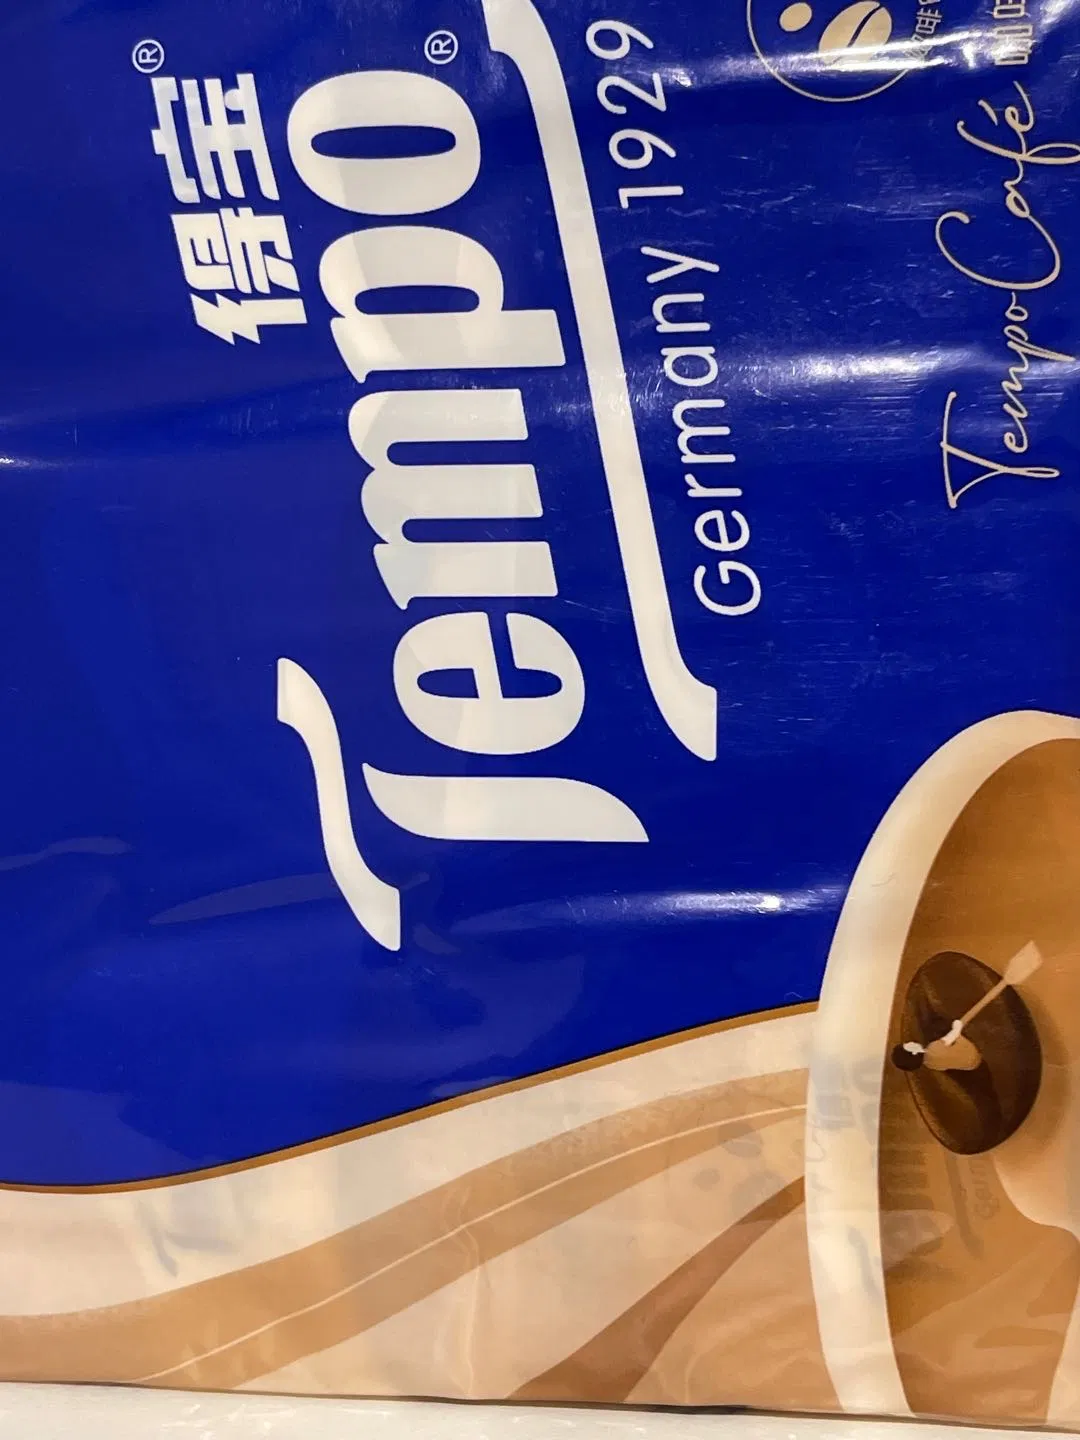 得宝®
Tempo®
Germany 1929
Tempo Café